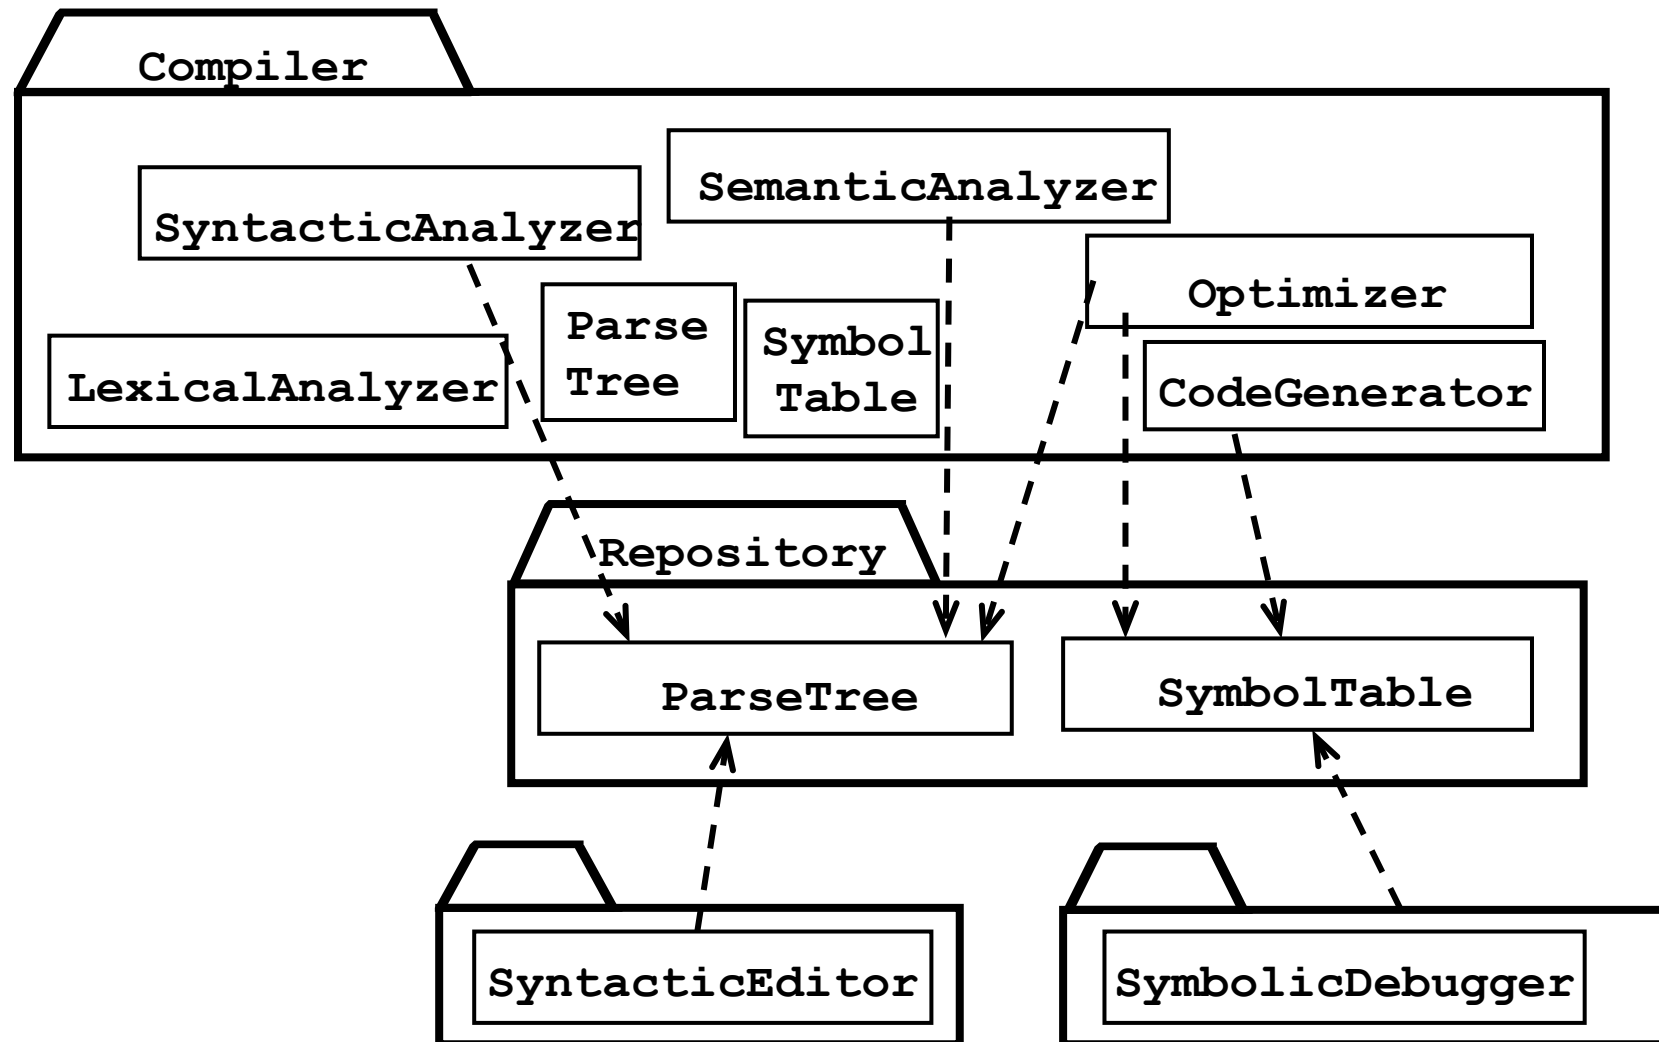 Compiler
SemanticAnalyzer
SyntacticAnalyzer
Optimizer
Parse
Tree
Symbol
Table
LexicalAnalyzer
CodeGenerator
Repository
ParseTree
SymbolTable
SyntacticEditor
SymbolicDebugger